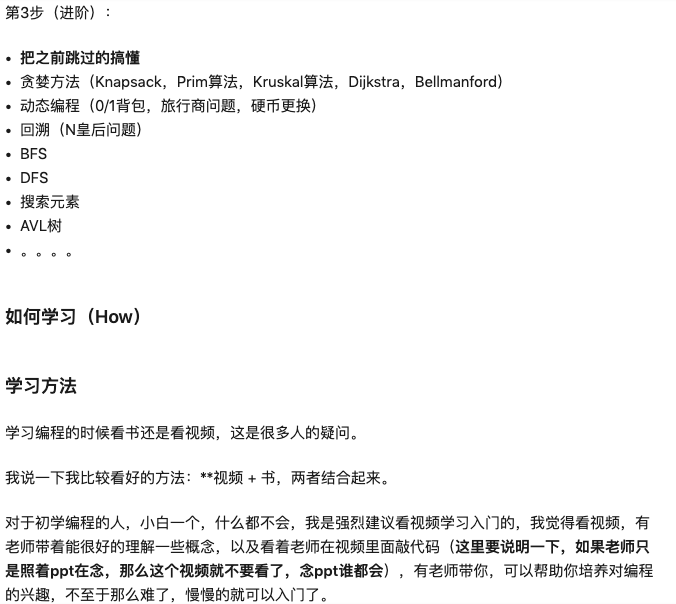 第3步（进阶）：
• 把之前跳过的搞懂
• 贪婪方法（Knapsack，Prim算法，Kruskal算法，Dijkstra，Bellmanford）
• 动态编程（0/1背包，旅行商问题，硬币更换）
• 回溯（N皇后问题）
• BFS
• DFS
• 搜索元素
• AVL树
• 。。。。
如何学习（How）
学习方法
学习编程的时候看书还是看视频，这是很多人的疑问。
我说一下我比较看好的方法：**视频 + 书，两者结合起来。
对于初学编程的人，小白一个，什么都不会，我是强烈建议看视频学习入门的，我觉得看视频，有
老师带着能很好的理解一些概念，以及看着老师在视频里面敲代码（这里要说明一下，如果老师只
是照着ppt在念，那么这个视频就不要看了，念ppt谁都会），有老师带你，可以帮助你培养对编程
的兴趣，不至于那么难了，慢慢的就可以入门了。